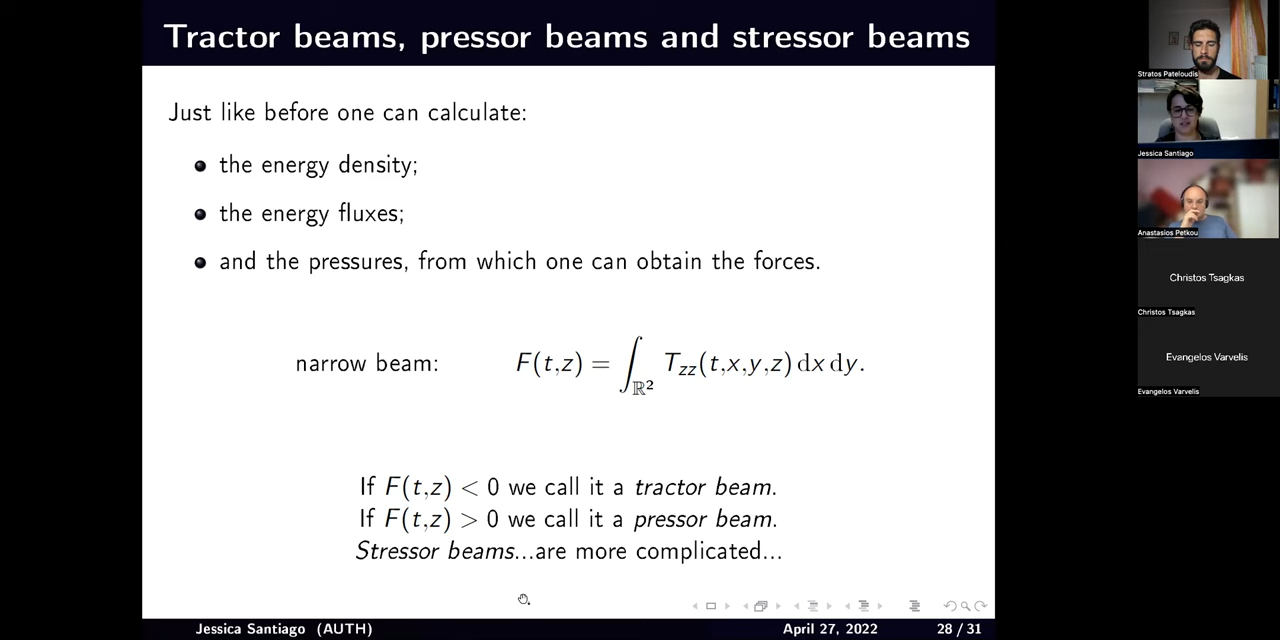 Tractor beams, pressor beams and stressor beams
Just like before one can calculate:
the energy density;
the energy fluxes;
and the pressures, from which one can obtain the forces.
narrow beam: F(t,z) = ∫_{ℝ²} T_{zz}(t,x,y,z) dx dy.
If F(t,z) < 0 we call it a tractor beam.
If F(t,z) > 0 we call it a pressor beam.
Stressor beams...are more complicated...
Jessica Santiago (AUTH) April 27, 2022 28 / 31
Stratos Pateloudis
Jessica Santiago
Anastasios Petkou
Christos Tsagkas
Christos Tsagkas
Evangelos Varvelis
Evangelos Varvelis